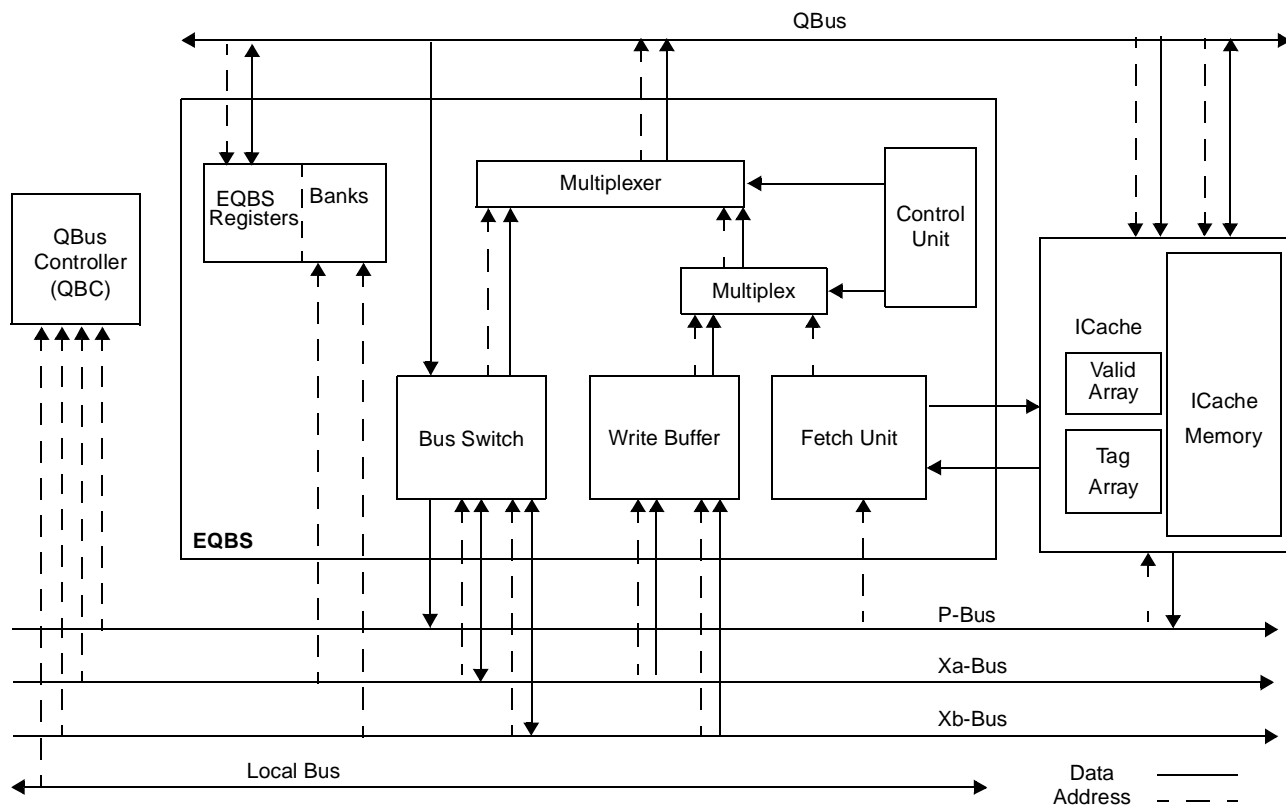 QBus
Multiplexer
EQBS
Registers
Banks
Control
Unit
QBus
Controller
(QBC)
Multiplex
ICache
Valid
Array
ICache
Memory
Bus Switch
Write Buffer
Fetch Unit
Tag
Array
EQBS
P-Bus
Xa-Bus
Xb-Bus
Local Bus
Data
Address